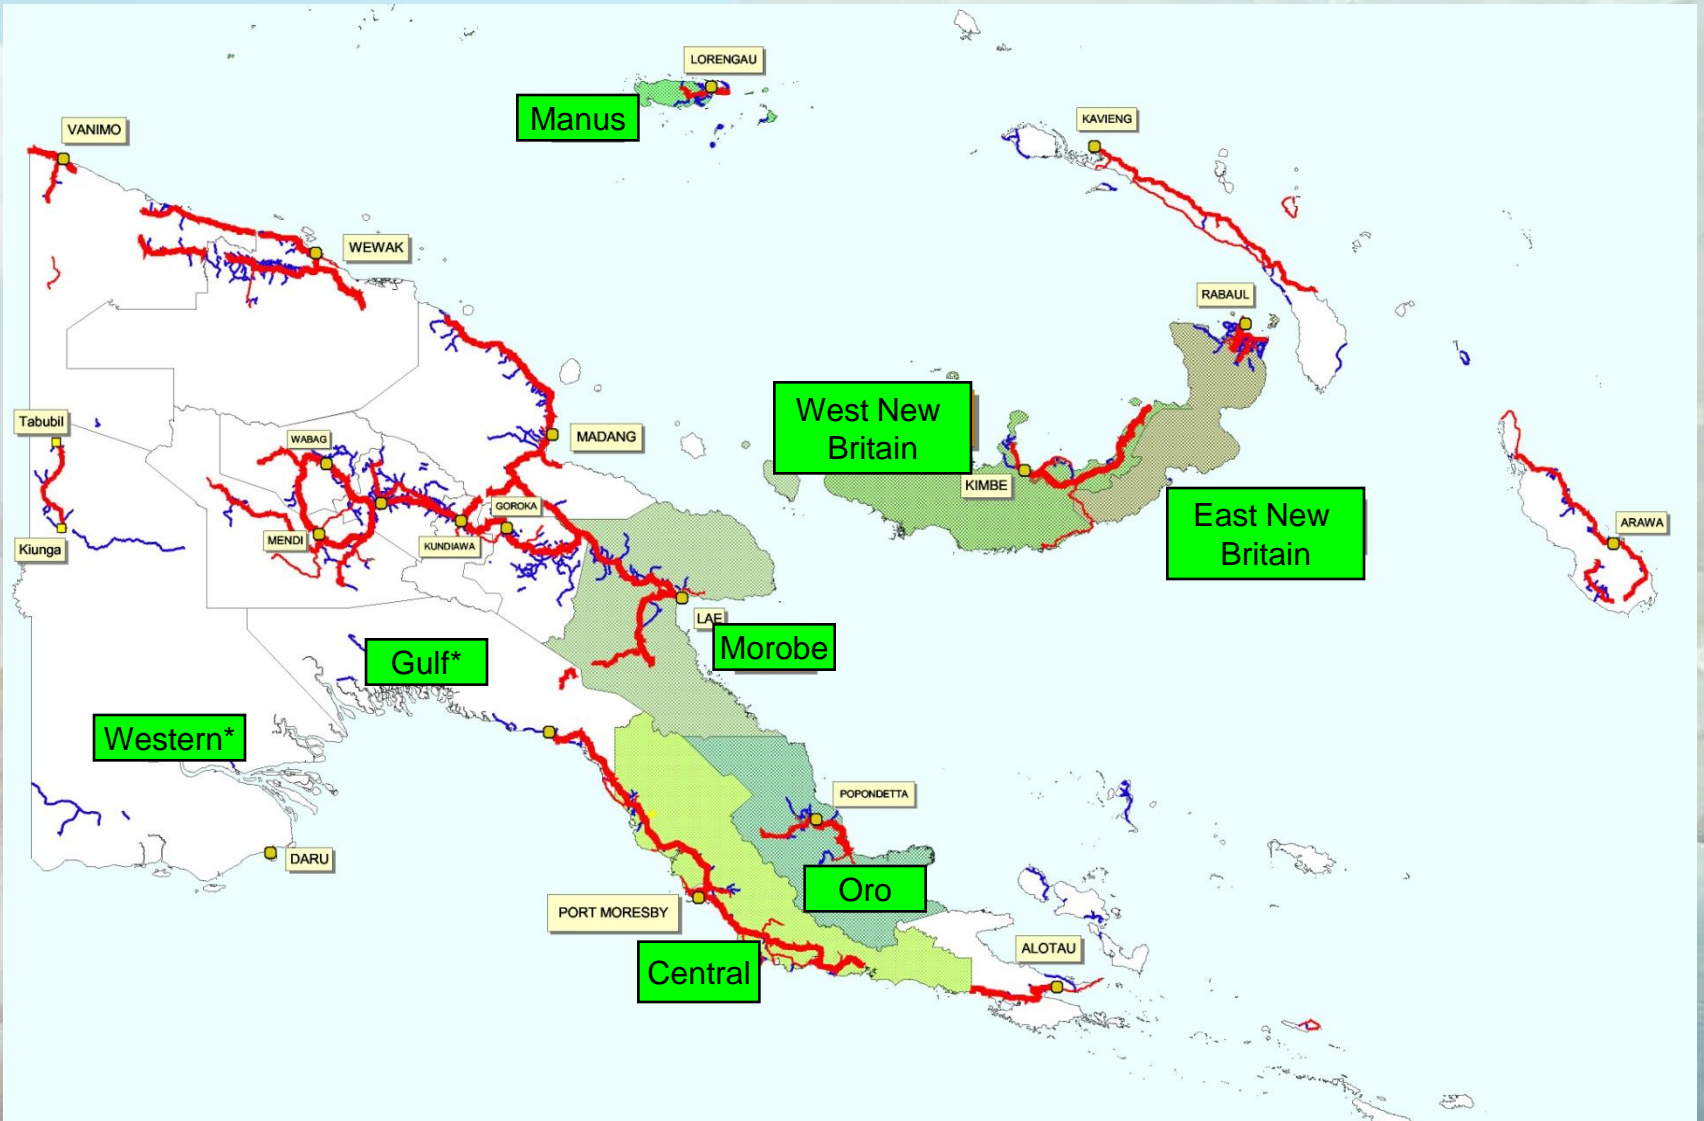 LORENGAU
Manus
KAVIENG
VANIMO
WEWAK
RABAUL
West New
Britain
Tabubil
WABAG
MADANG
KIMBE
GOROKA
East New
Britain
ARAWA
MENDI
KUNDIAWA
Kiunga
LAE
Morobe
Gulf*
Western*
POPONDETTA
DARU
Oro
PORT MORESBY
ALOTAU
Central